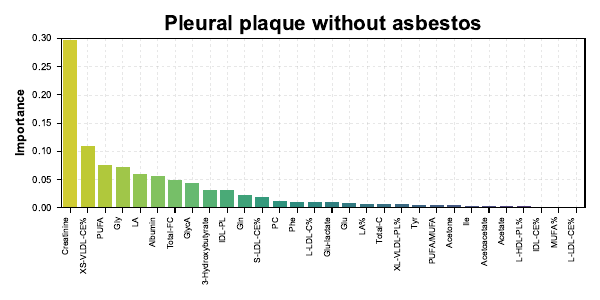 Pleural plaque without asbestos
Importance
0.30
0.25
0.20
0.15
0.10
0.05
0.00
Creatinine
XS-VLDL-CE%
PUFA
Gly
LA
Albumin
Total-FC
GlycA
3-Hydroxybutyrate
IDL-PL
Gln
S-LDL-CE%
PC
Phe
L-LDL-C%
Glu-lactate
Glu
LA%
Total-C
XL-VLDL-PL%
Tyr
PUFA/MUFA
Acetone
Ile
Acetoacetate
Acetate
L-HDL-PL%
IDL-CE%
MUFA%
L-LDL-CE%